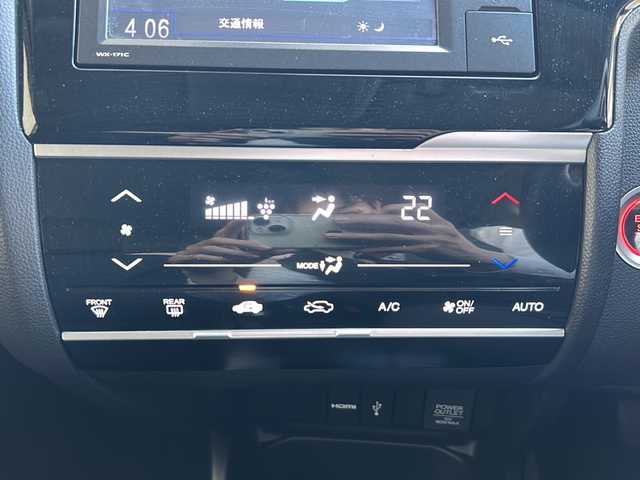 4:06 交通情報
WX-171C
22
MODE
FRONT REAR A/C ON/OFF AUTO
HDMI
POWER
OUTLET